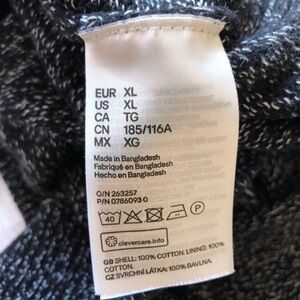 EUR XL
US XL
CA TG
CN 185/116A
MX XG
Made in Bangladesh
Fabriqué en Bangladesh
Hecho en Bangladesh
G/N 263257
P/N 0786093 0
40 P
clevercare.info
GB SHELL: 100% COTTON. LINING: 100%
COTTON.
CZ SVRCHNÍ LÁTKA: 100% BAVLNA.